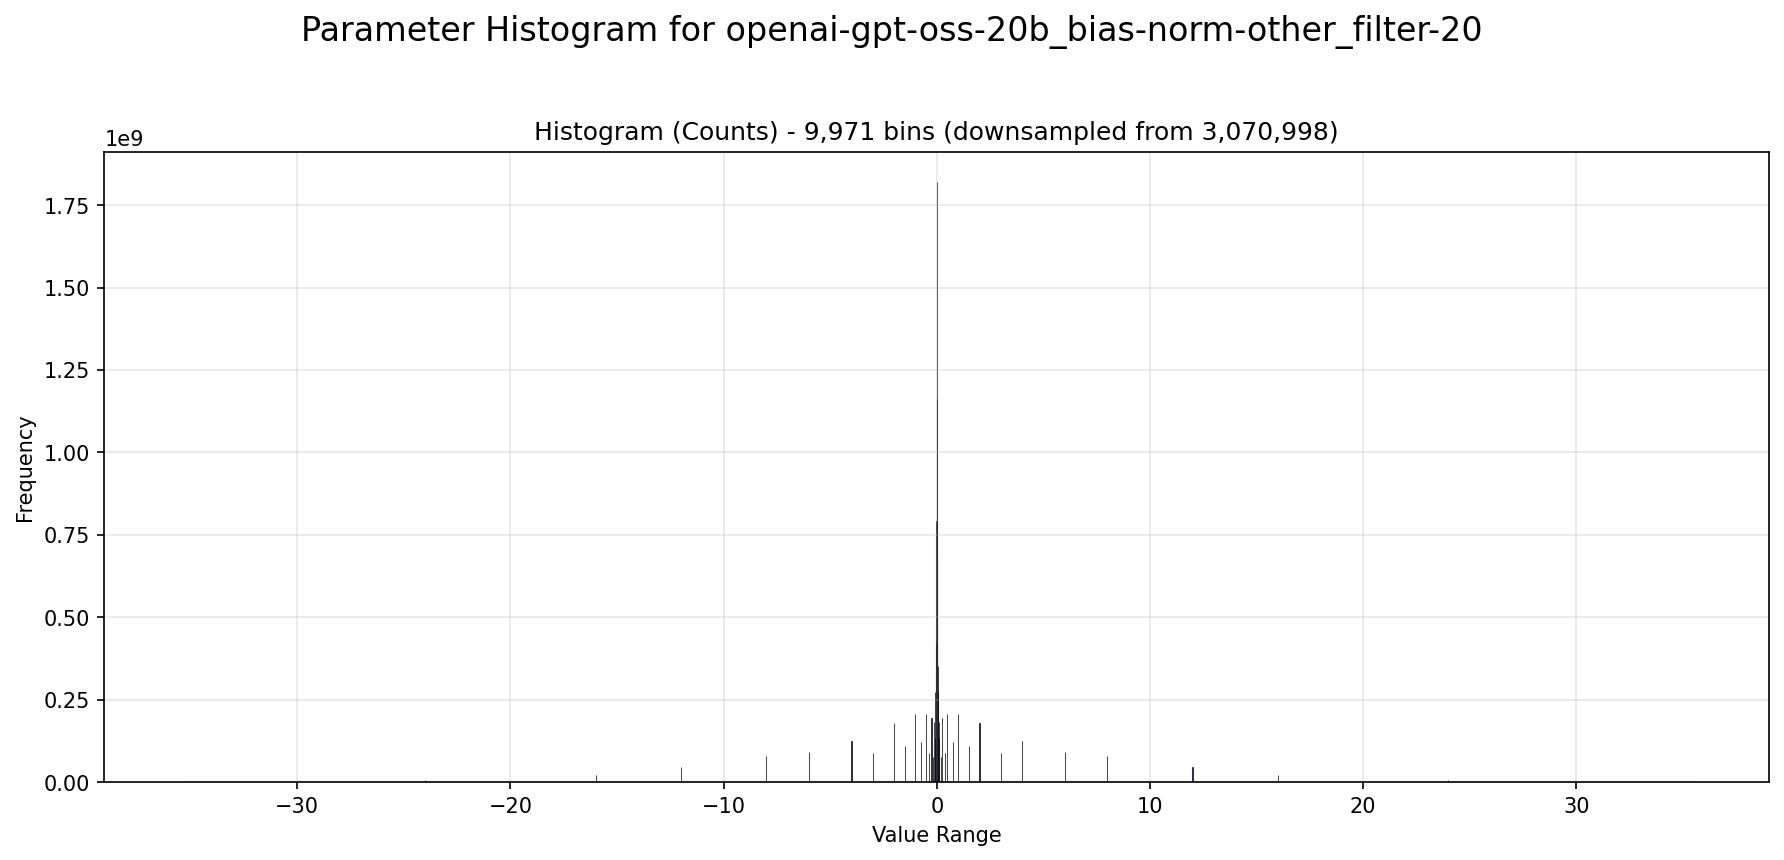 Parameter Histogram for openai-gpt-oss-20b_bias-norm-other_filter-20
Histogram (Counts) - 9,971 bins (downsampled from 3,070,998)
1e9
1.75
1.50
1.25
1.00
0.75
0.50
0.25
0.00
Frequency
−30 −20 −10 0 10 20 30
Value Range